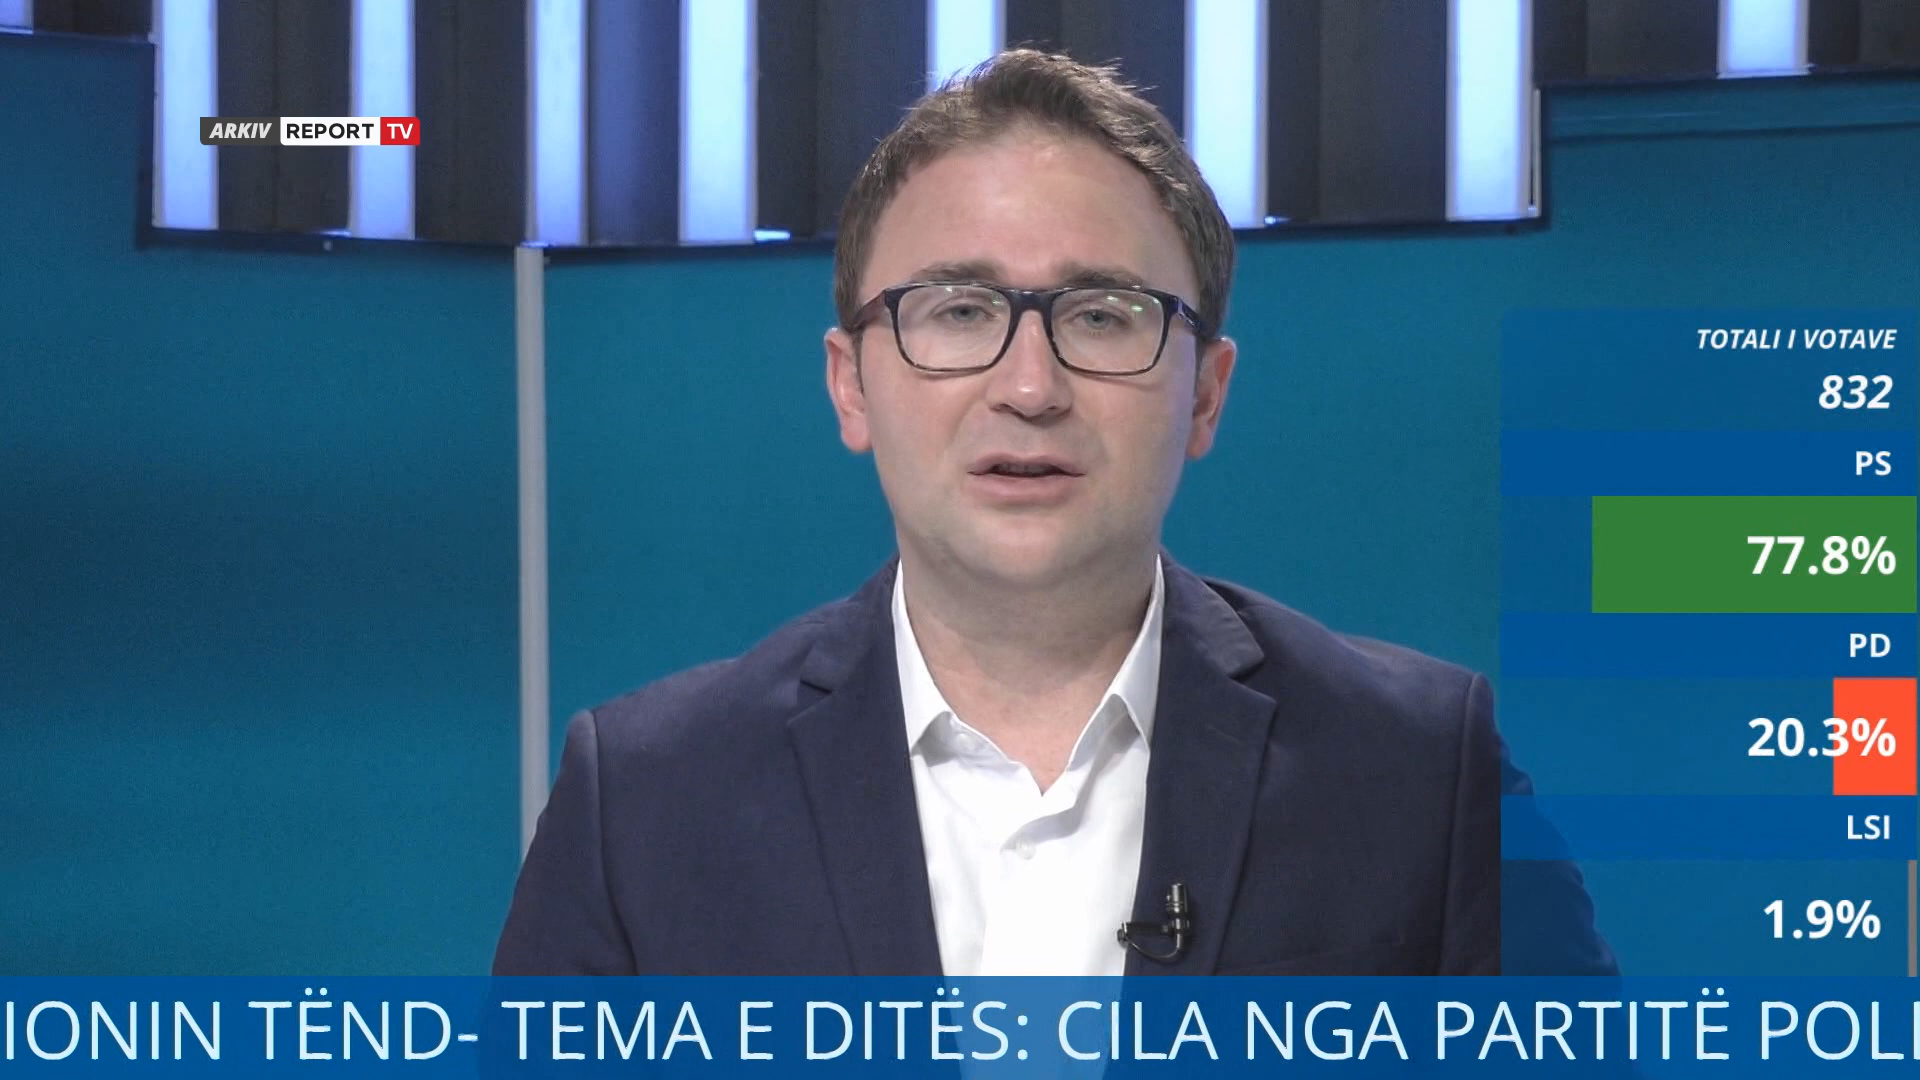 ARKIV REPORT TV
TOTALI I VOTAVE
832
PS
77.8%
PD
20.3%
LSI
1.9%
IONIN TËND- TEMA E DITËS: CILA NGA PARTITË POLI